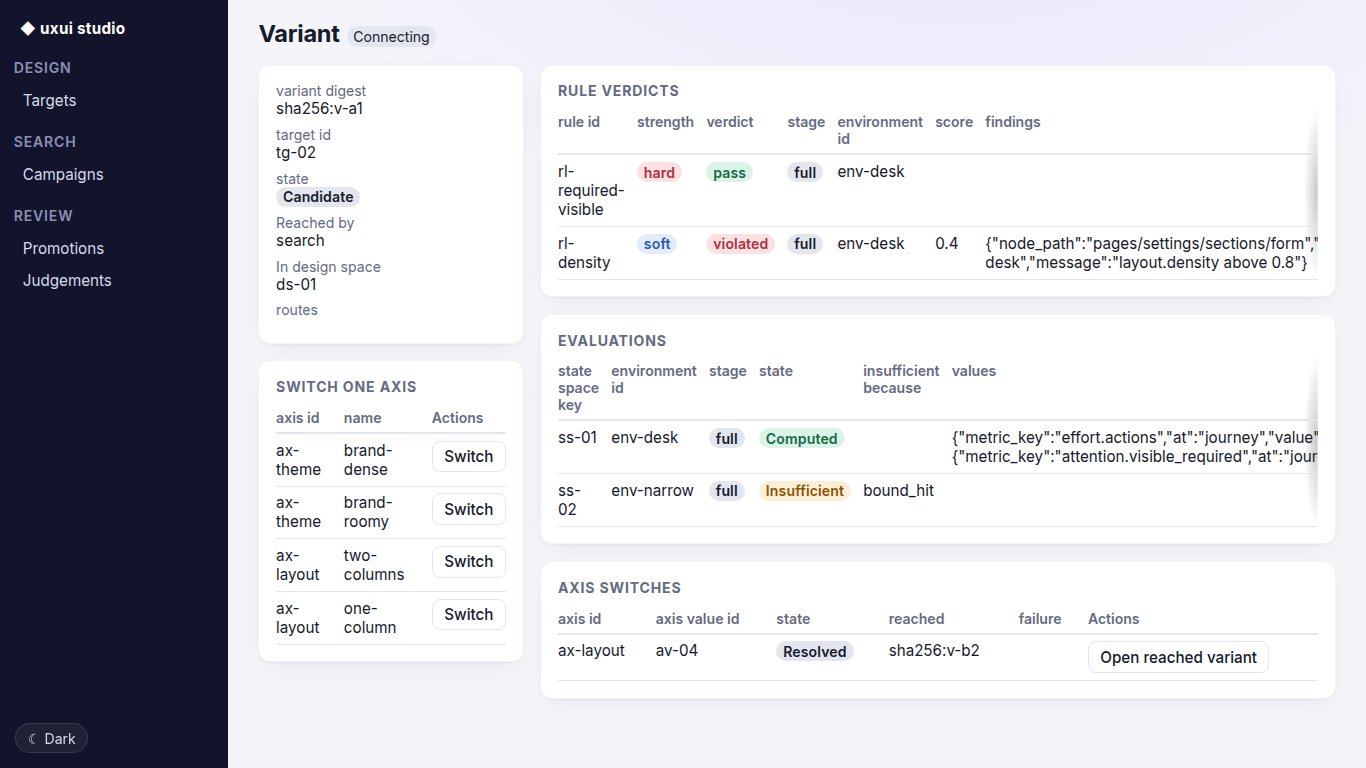 ◆ uxui studio
DESIGN
Targets
SEARCH
Campaigns
REVIEW
Promotions
Judgements
☾ Dark
Variant Connecting
variant digest
sha256:v-a1
target id
tg-02
state
Candidate
Reached by
search
In design space
ds-01
routes
SWITCH ONE AXIS
axis id name Actions
ax- brand- Switch
theme dense
ax- brand- Switch
theme roomy
ax- two- Switch
layout columns
ax- one- Switch
layout column
RULE VERDICTS
rule id strength verdict stage environment score findings
id
rl- hard pass full env-desk
required-
visible
rl- soft violated full env-desk 0.4 {"node_path":"pages/settings/sections/form","
density desk","message":"layout.density above 0.8"}
EVALUATIONS
state environment stage state insufficient values
space id because
key
ss-01 env-desk full Computed {"metric_key":"effort.actions","at":"journey","value"
{"metric_key":"attention.visible_required","at":"jour
ss- env-narrow full Insufficient bound_hit
02
AXIS SWITCHES
axis id axis value id state reached failure Actions
ax-layout av-04 Resolved sha256:v-b2 Open reached variant